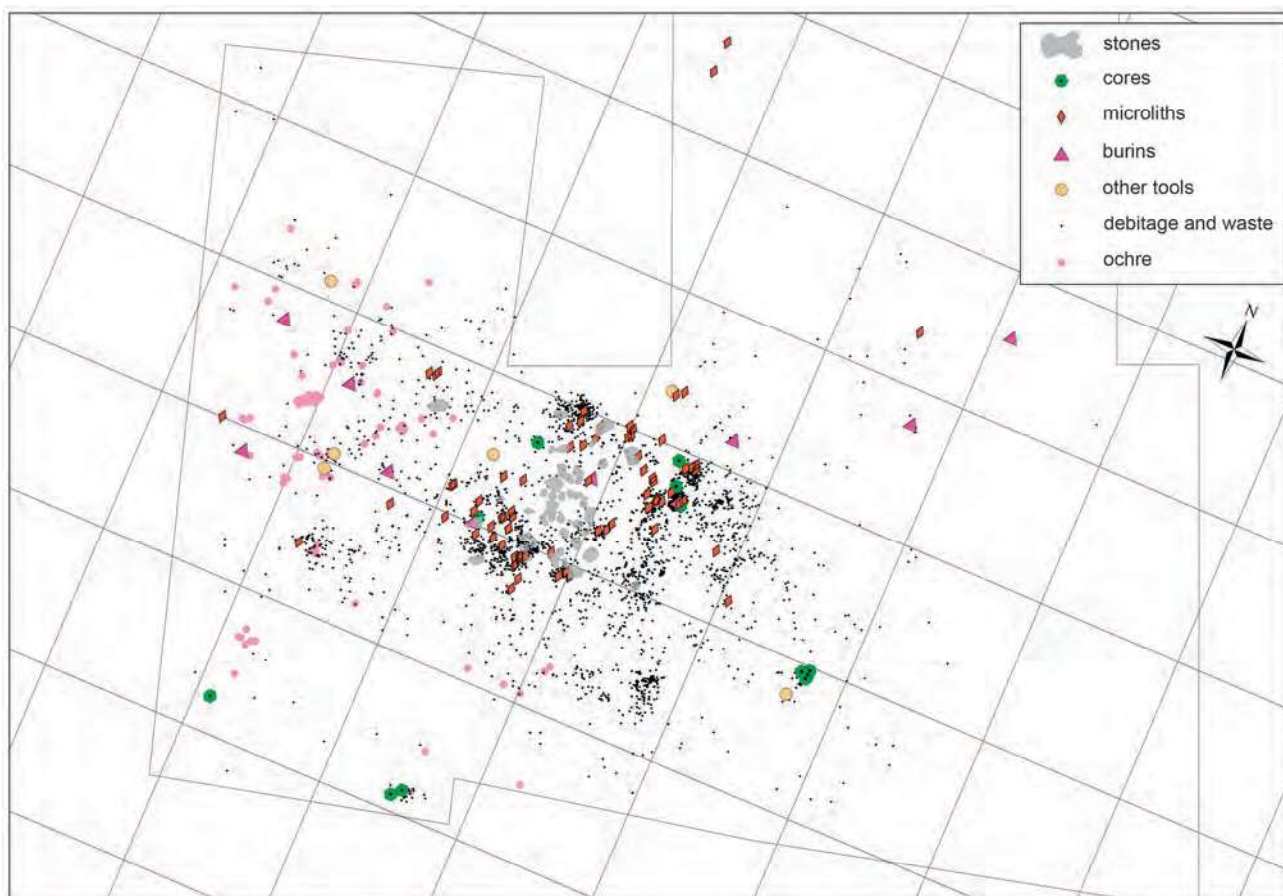 stones
cores
microliths
burins
other tools
debitage and waste
ochre
N